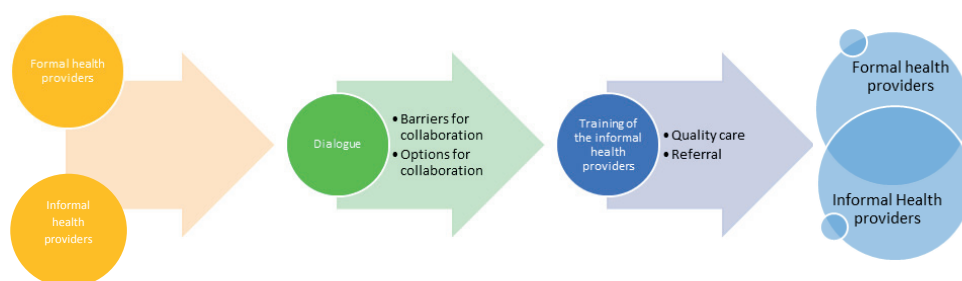 Formal health
providers
Informal
health
providers
Dialogue
• Barriers for
collaboration
• Options for
collaboration
Training of
the informal
health
providers
• Quality care
• Referral
Formal health
providers
Informal Health
providers